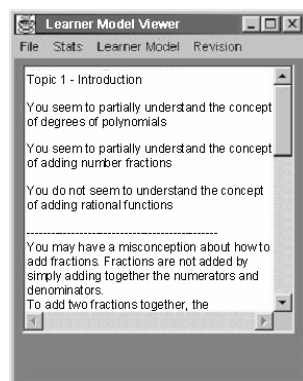 Learner Model Viewer
File Stats Learner Model Revision
Topic 1 - Introduction
You seem to partially understand the concept
of degrees of polynomials
You seem to partially understand the concept
of adding number fractions
You do not seem to understand the concept
of adding rational functions
------------------------------------------------
You may have a misconception about how to
add fractions. Fractions are not added by
simply adding together the numerators and
denominators.
To add two fractions together, the